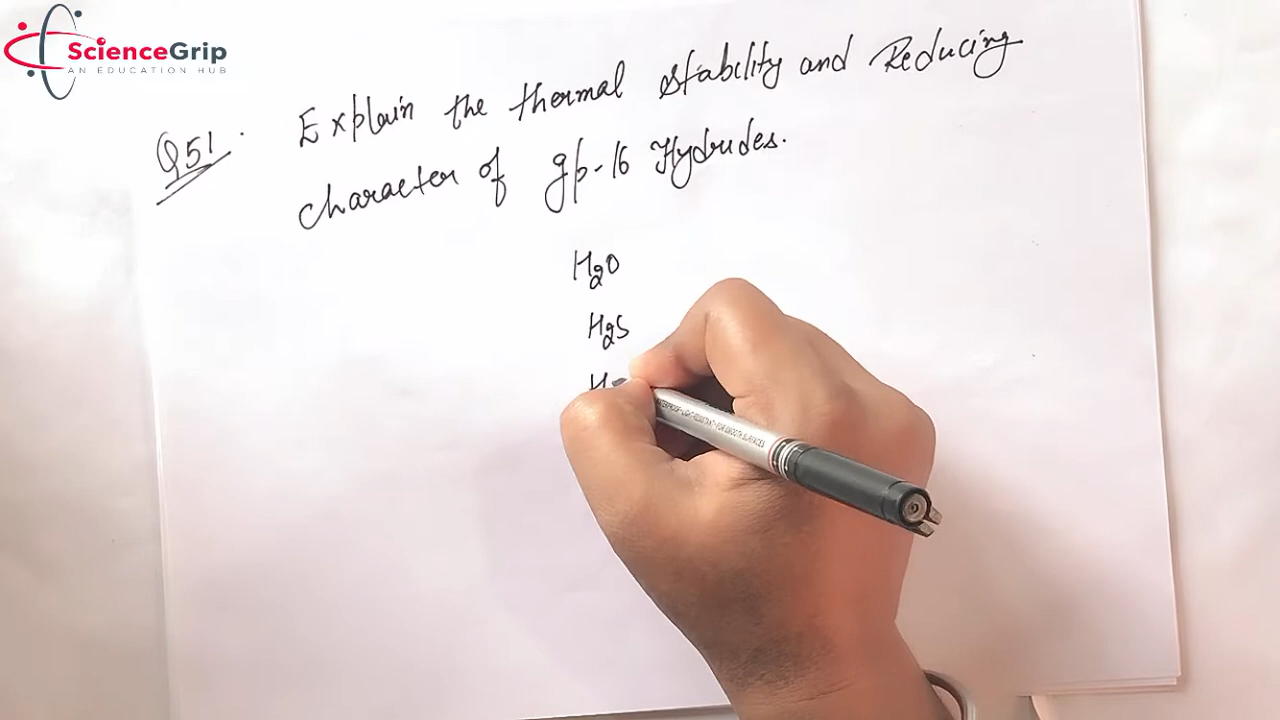 ScienceGrip
AN EDUCATION HUB
Q51. Explain the thermal stability and Reducing
character of gp-16 Hydrides.
H2O
H2S